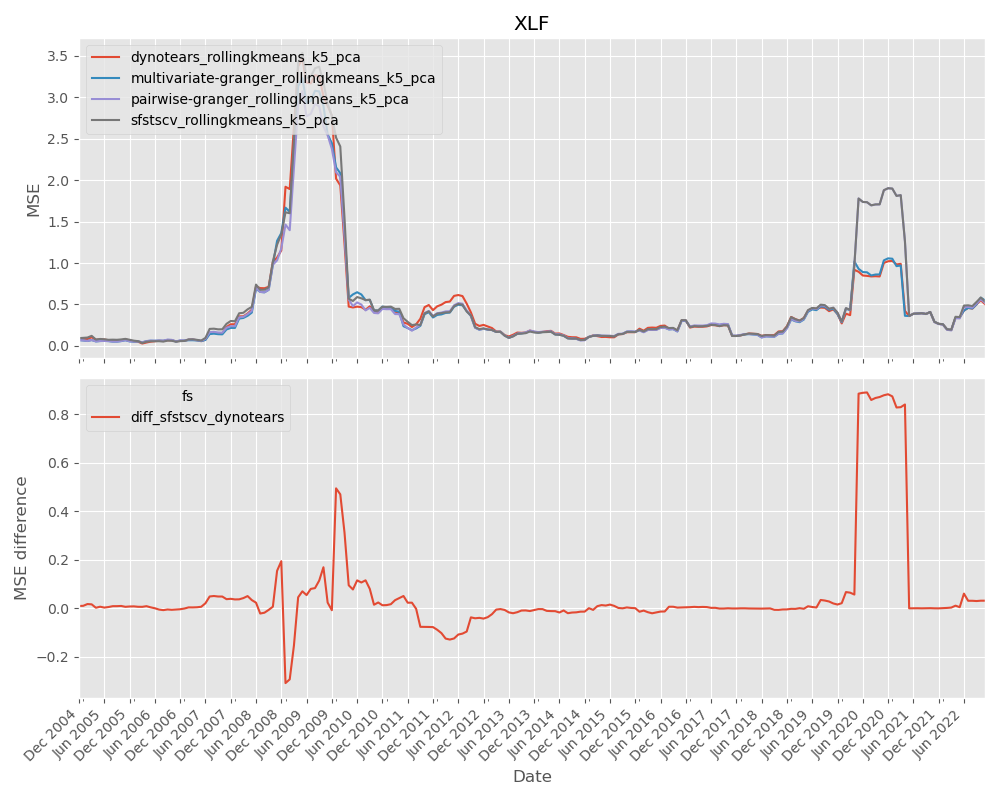 XLF
3.5
3.0
2.5
2.0
1.5
1.0
0.5
0.0
MSE
dynotears_rollingkmeans_k5_pca
multivariate-granger_rollingkmeans_k5_pca
pairwise-granger_rollingkmeans_k5_pca
sfstscv_rollingkmeans_k5_pca
0.8
0.6
0.4
0.2
0.0
−0.2
MSE difference
fs
diff_sfstscv_dynotears
Dec 2004
Jun 2005
Dec 2005
Jun 2006
Dec 2006
Jun 2007
Dec 2007
Jun 2008
Dec 2008
Jun 2009
Dec 2009
Jun 2010
Dec 2010
Jun 2011
Dec 2011
Jun 2012
Dec 2012
Jun 2013
Dec 2013
Jun 2014
Dec 2014
Jun 2015
Dec 2015
Jun 2016
Dec 2016
Jun 2017
Dec 2017
Jun 2018
Dec 2018
Jun 2019
Dec 2019
Jun 2020
Dec 2020
Jun 2021
Dec 2021
Jun 2022
Date